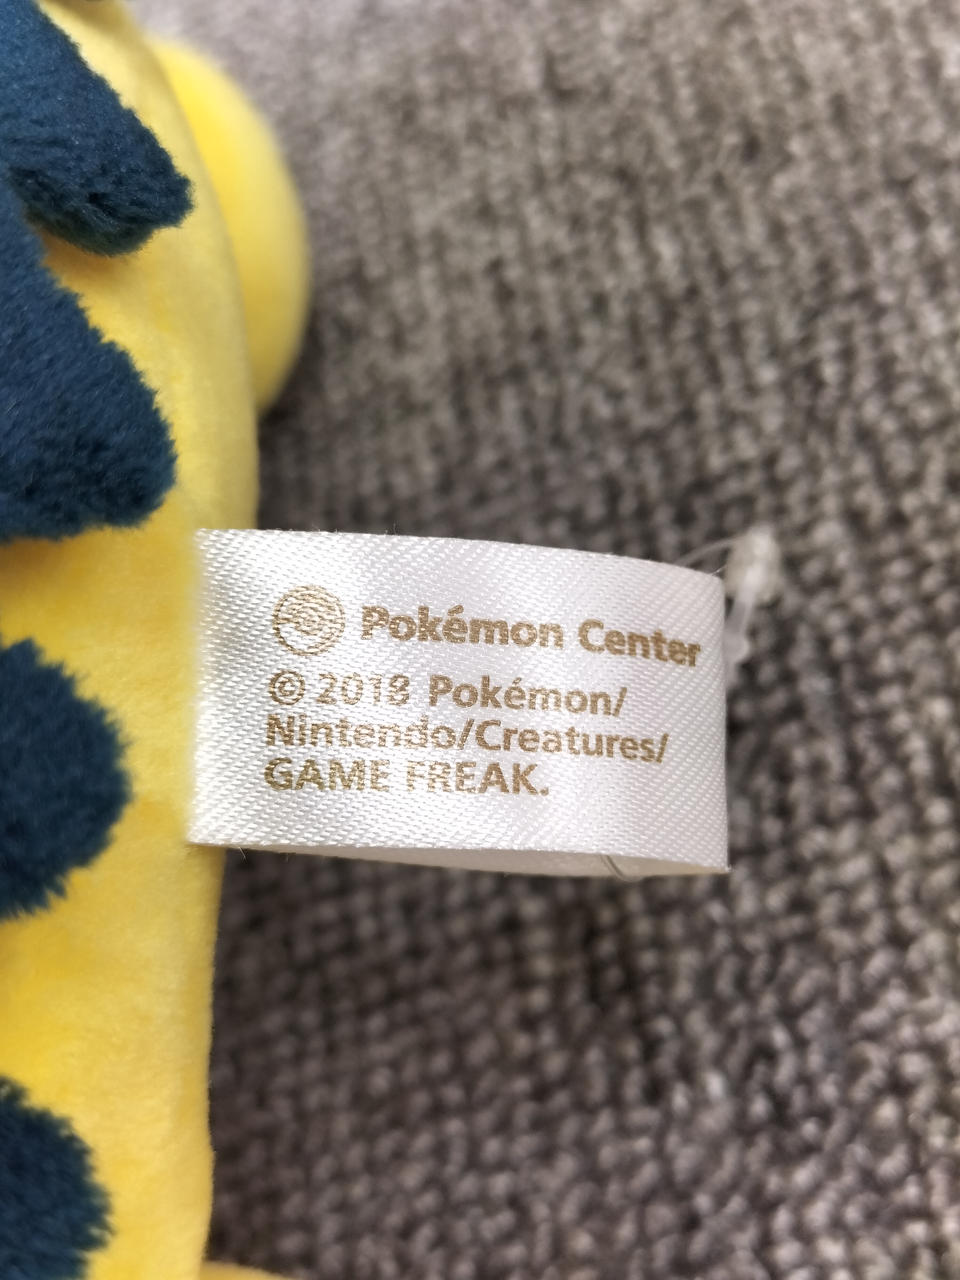 Pokémon Center
© 2018 Pokémon/
Nintendo/Creatures/
GAME FREAK.